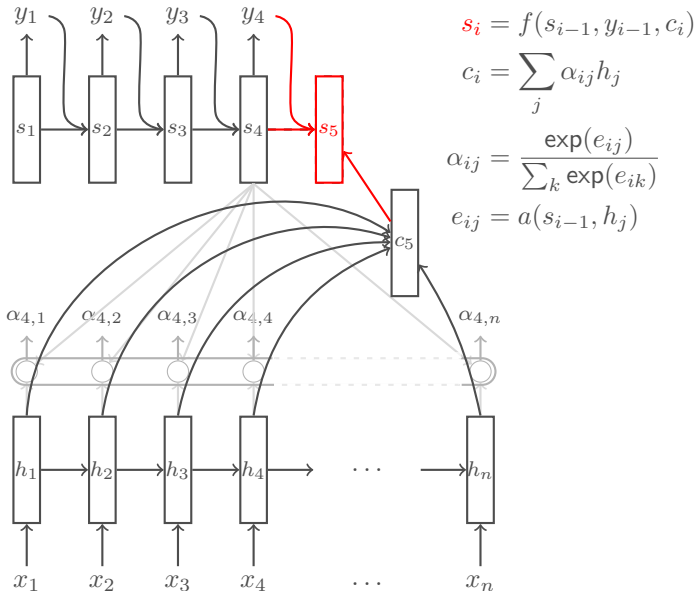 y₁ y₂ y₃ y₄
s₁ s₂ s₃ s₄ s₅
sᵢ = f(sᵢ₋₁, yᵢ₋₁, cᵢ)
cᵢ = ∑ⱼ αᵢⱼhⱼ
αᵢⱼ = exp(eᵢⱼ) / ∑ₖ exp(eᵢₖ)
eᵢⱼ = a(sᵢ₋₁, hⱼ)
c₅
α₄,₁ α₄,₂ α₄,₃ α₄,₄ α₄,ₙ
h₁ h₂ h₃ h₄ ... hₙ
x₁ x₂ x₃ x₄ ... xₙ